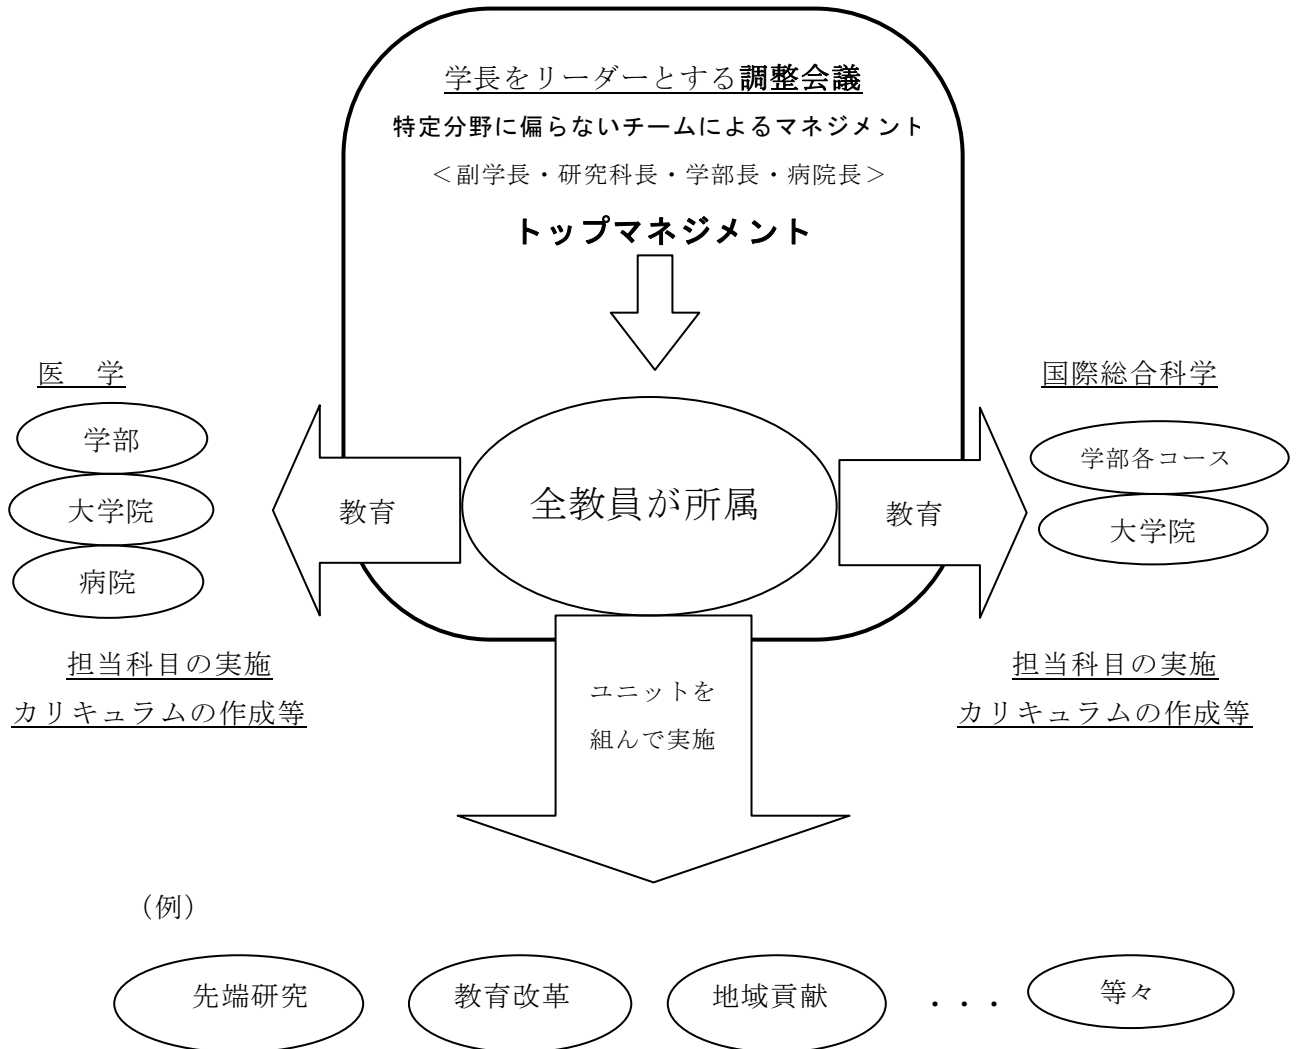 学長をリーダーとする調整会議
特定分野に偏らないチームによるマネジメント
＜副学長・研究科長・学部長・病院長＞
トップマネジメント
医　学
学部
大学院
病院
教育
全教員が所属
教育
国際総合科学
学部各コース
大学院
担当科目の実施
カリキュラムの作成等
担当科目の実施
カリキュラムの作成等
ユニットを
組んで実施
（例）
先端研究
教育改革
地域貢献
・・・
等々